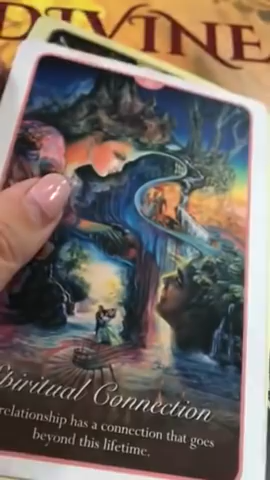 DIVINE
Spiritual Connection
relationship has a connection that goes
beyond this lifetime.